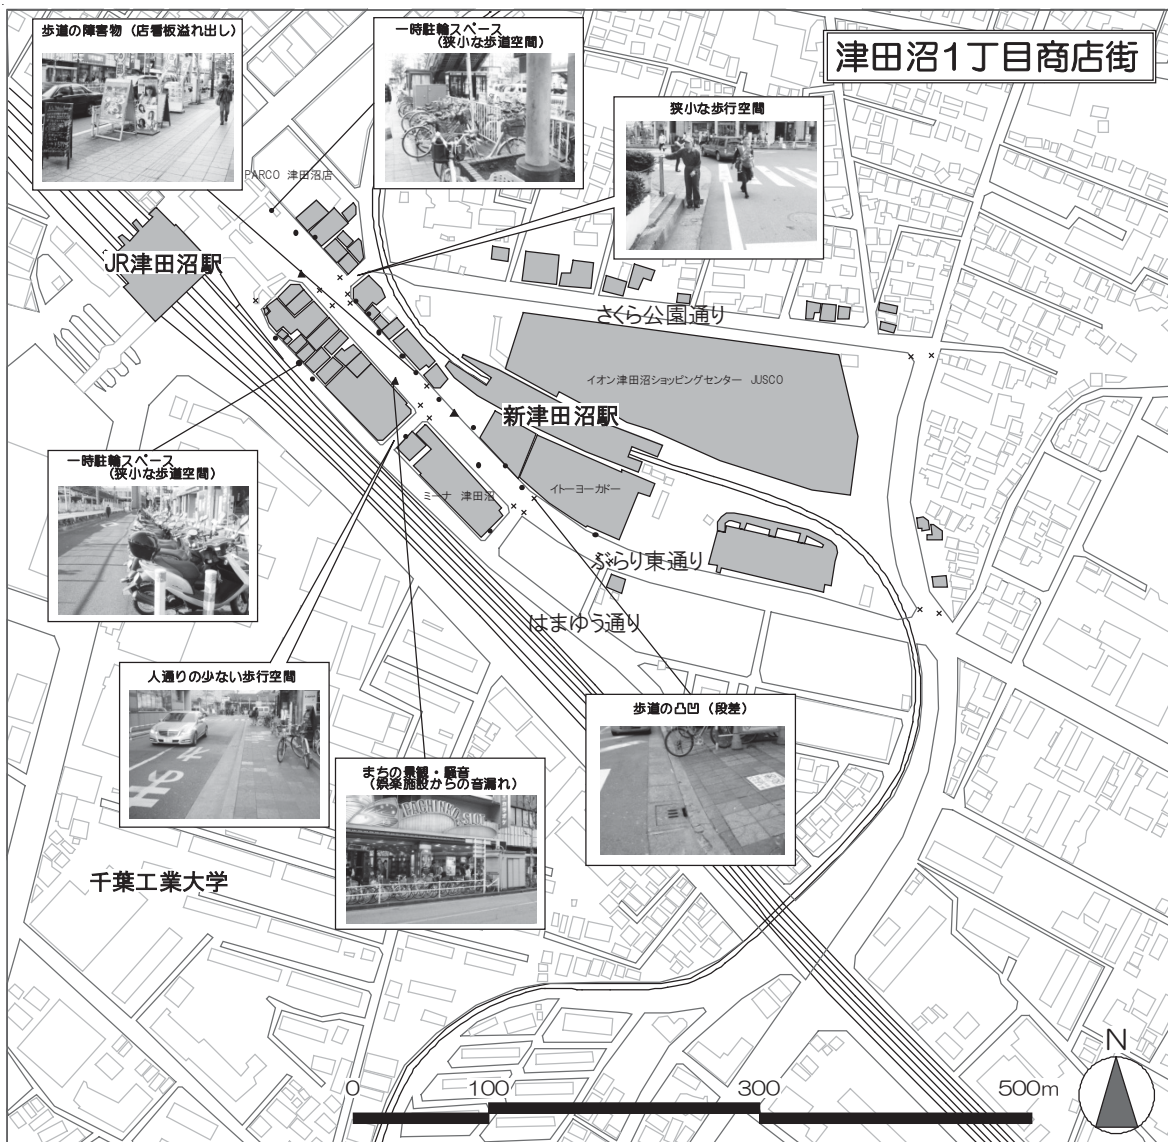 津田沼1丁目商店街
歩道の障害物（店看板溢れ出し）
一時駐輪スペース
（狭小な歩道空間）
狭小な歩行空間
PARCO 津田沼店
JR津田沼駅
さくら公園通り
イオン津田沼ショッピングセンター JUSCO
新津田沼駅
一時駐輪スペース
（狭小な歩道空間）
ミーナ 津田沼
イトーヨーカドー
ぶらり東通り
はまゆう通り
人通りの少ない歩行空間
歩道の凸凹（段差）
まちの景観・騒音
（娯楽施設からの音漏れ）
PACHINKO SLOT
千葉工業大学
N
0 100 300 500m